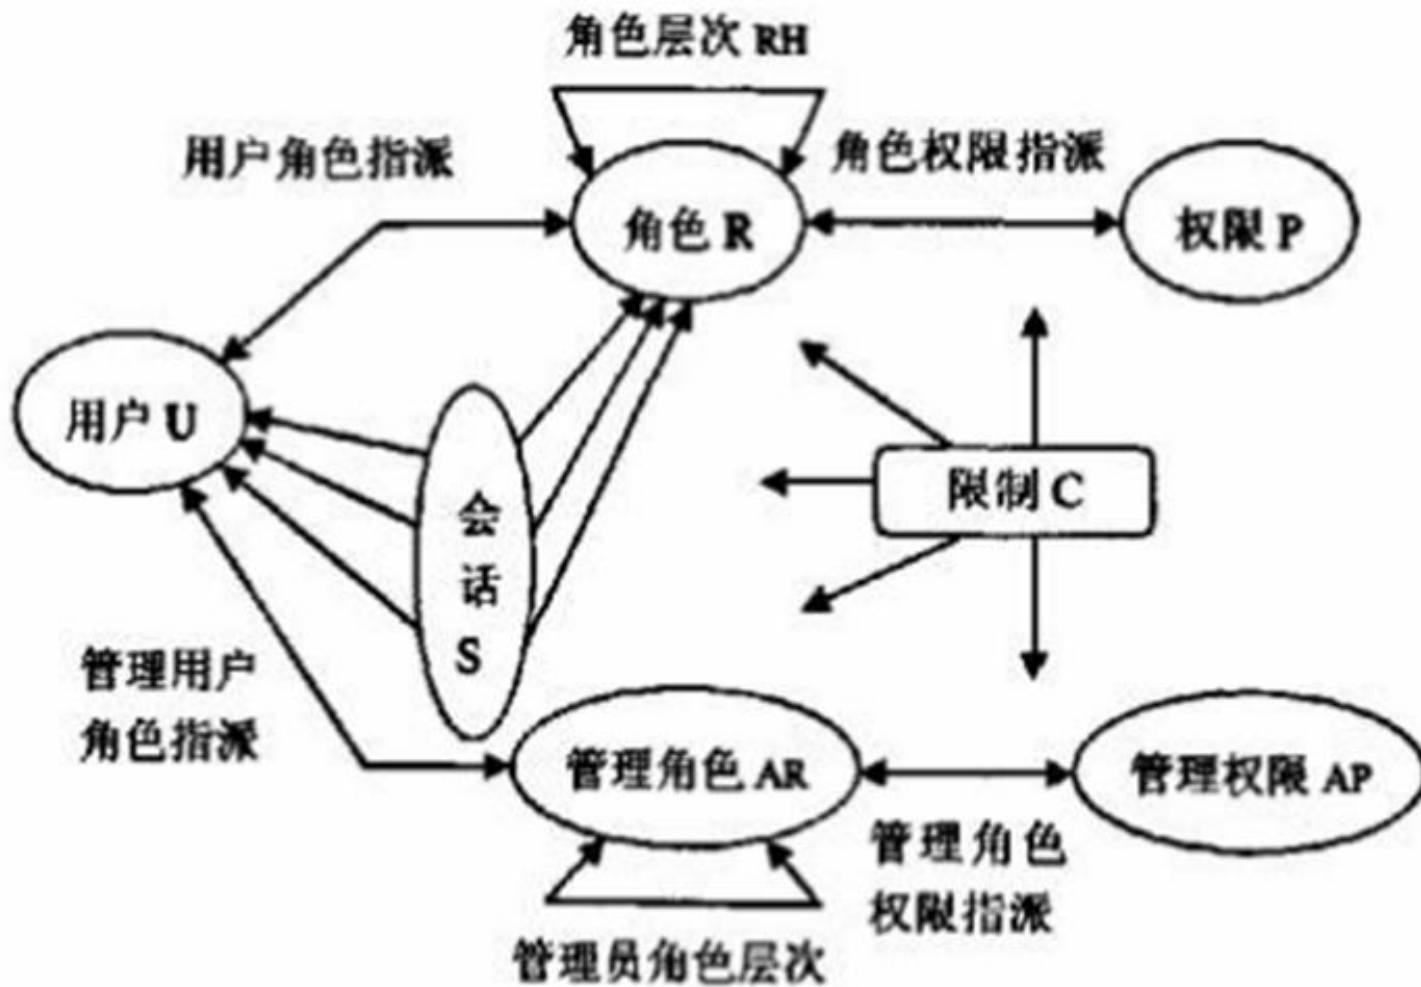 角色层次 RH
用户角色指派
角色权限指派
角色 R
权限 P
用户 U
会
话
S
限制 C
管理用户
角色指派
管理角色 AR
管理权限 AP
管理角色
权限指派
管理员角色层次